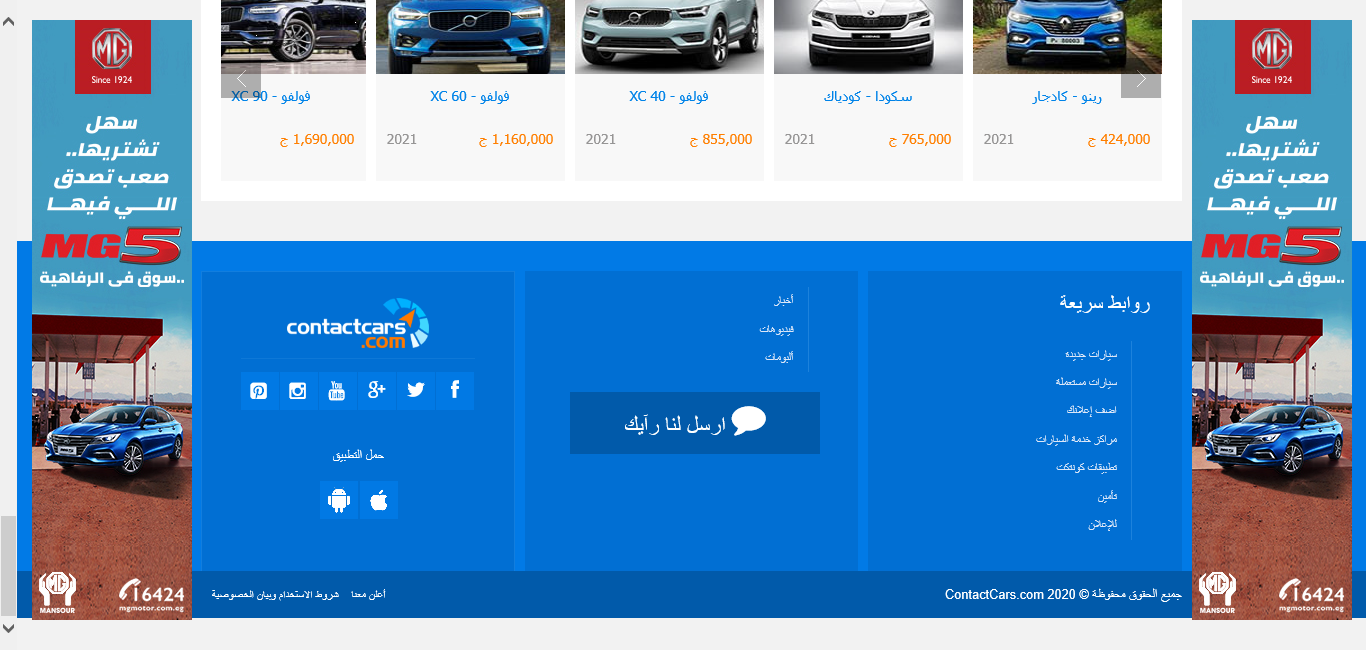 MG
Since 1924
سهل
تشتريها..
صعب تصدق
اللي فيها
MG5
..سوق فى الرفاهية
MG
MANSOUR
16424
mgmotor.com.eg
رينو - كادجار
424,000 ج
2021
سكودا - كودياك
765,000 ج
2021
فولفو - XC 40
855,000 ج
2021
فولفو - XC 60
1,160,000 ج
2021
فولفو - XC 90
1,690,000 ج
روابط سريعة
سيارات جديدة
سيارات مستعملة
اضف إعلانك
مراكز خدمة السيارات
تطبيقات كونتكت
تأمين
للإعلان
أخبار
فيديوهات
ألبومات
ارسل لنا رآيك
contactcars
.com
You
Tube
حمل التطبيق
جميع الحقوق محفوظة © 2020 ContactCars.com
أعلن معنا
شروط الاستخدام وبيان الخصوصية
MG
Since 1924
سهل
تشتريها..
صعب تصدق
اللي فيها
MG5
..سوق فى الرفاهية
MG
MANSOUR
16424
mgmotor.com.eg